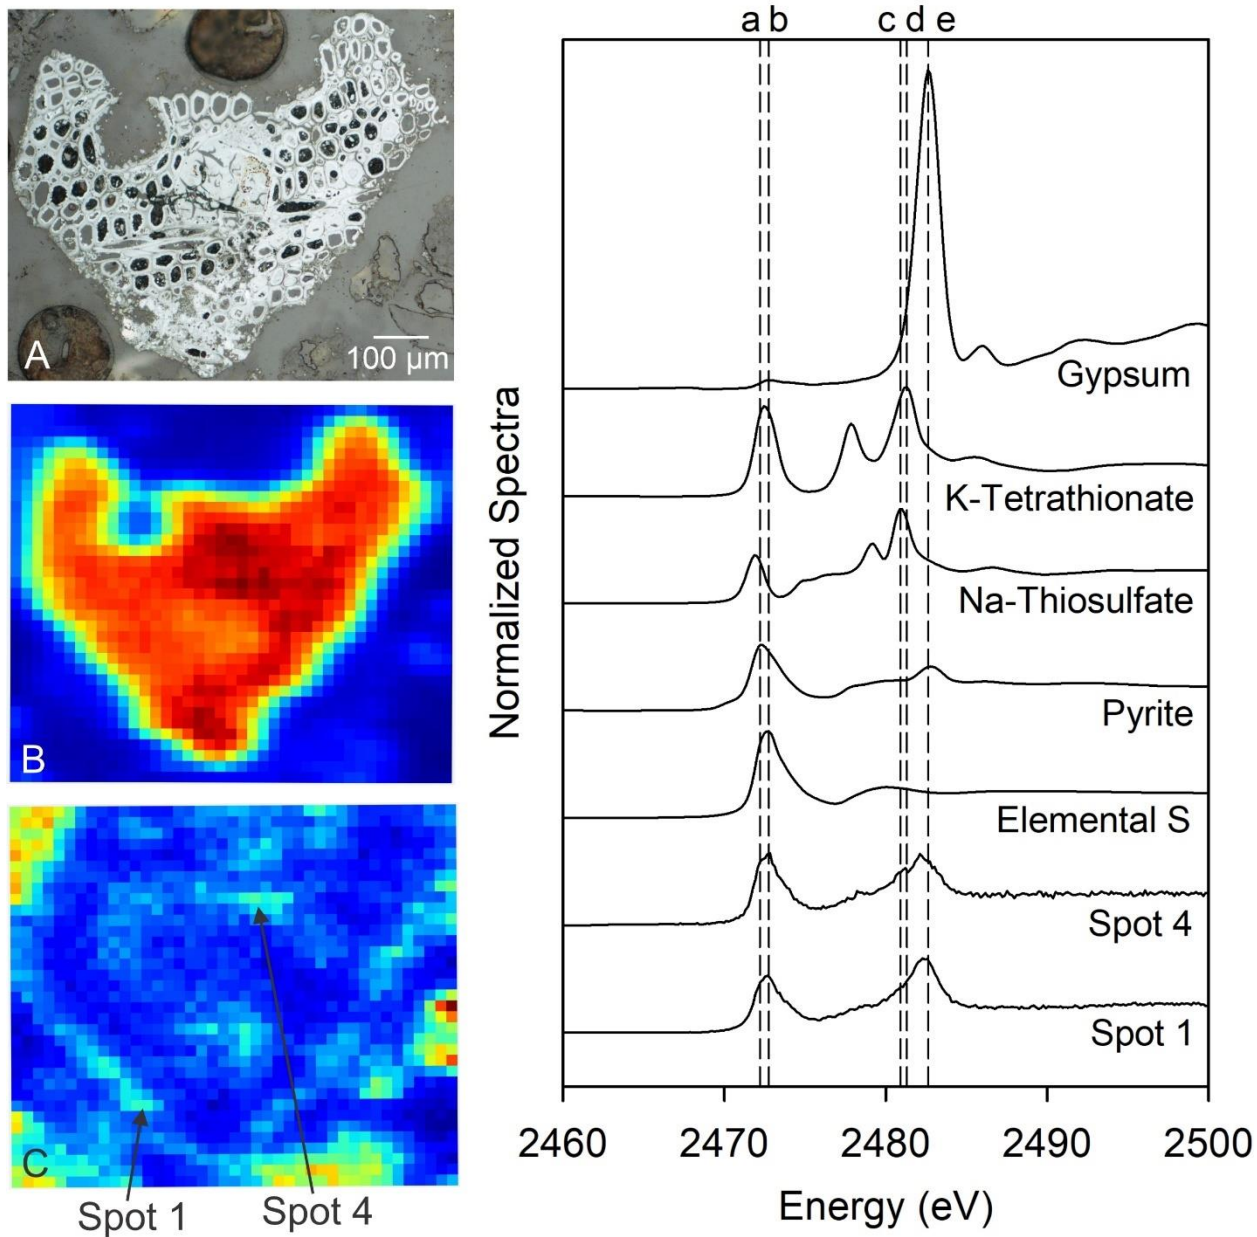 A
100 µm
B
C
Spot 1
Spot 4
a b c d e
Normalized Spectra
Gypsum
K-Tetrathionate
Na-Thiosulfate
Pyrite
Elemental S
Spot 4
Spot 1
2460 2470 2480 2490 2500
Energy (eV)